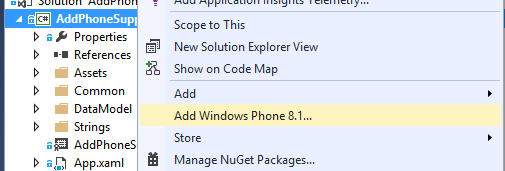 Solution 'AddPhone
C# AddPhoneSupp
Properties
References
Assets
Common
DataModel
Strings
AddPhoneS
App.xaml
Add Application Insights Telemetry...
Scope to This
New Solution Explorer View
Show on Code Map
Add
Add Windows Phone 8.1...
Store
Manage NuGet Packages...